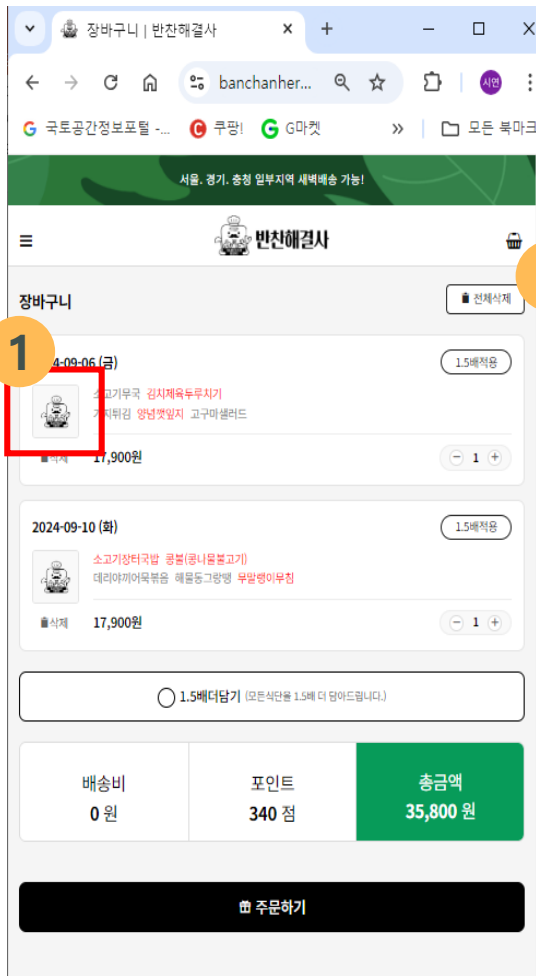 장바구니 | 반찬해결사
banchanher...
시연
국토공간정보포털 -... 쿠팡! G마켓 » 모든 북마크
서울. 경기. 충청 일부지역 새벽배송 가능!
반찬해결사
장바구니 전체삭제
1
4-09-06 (금) 1.5배적용
소고기무국 김치제육두루치기
가지튀김 양념깻잎지 고구마샐러드
삭제 17,900원 1
2024-09-10 (화) 1.5배적용
소고기장터국밥 콩불(콩나물불고기)
데리야끼어묵볶음 해물동그랑땡 무말랭이무침
삭제 17,900원 1
1.5배더담기 (모든식단을 1.5배 더 담아드립니다.)
배송비 포인트 총금액
0 원 340 점 35,800 원
주문하기